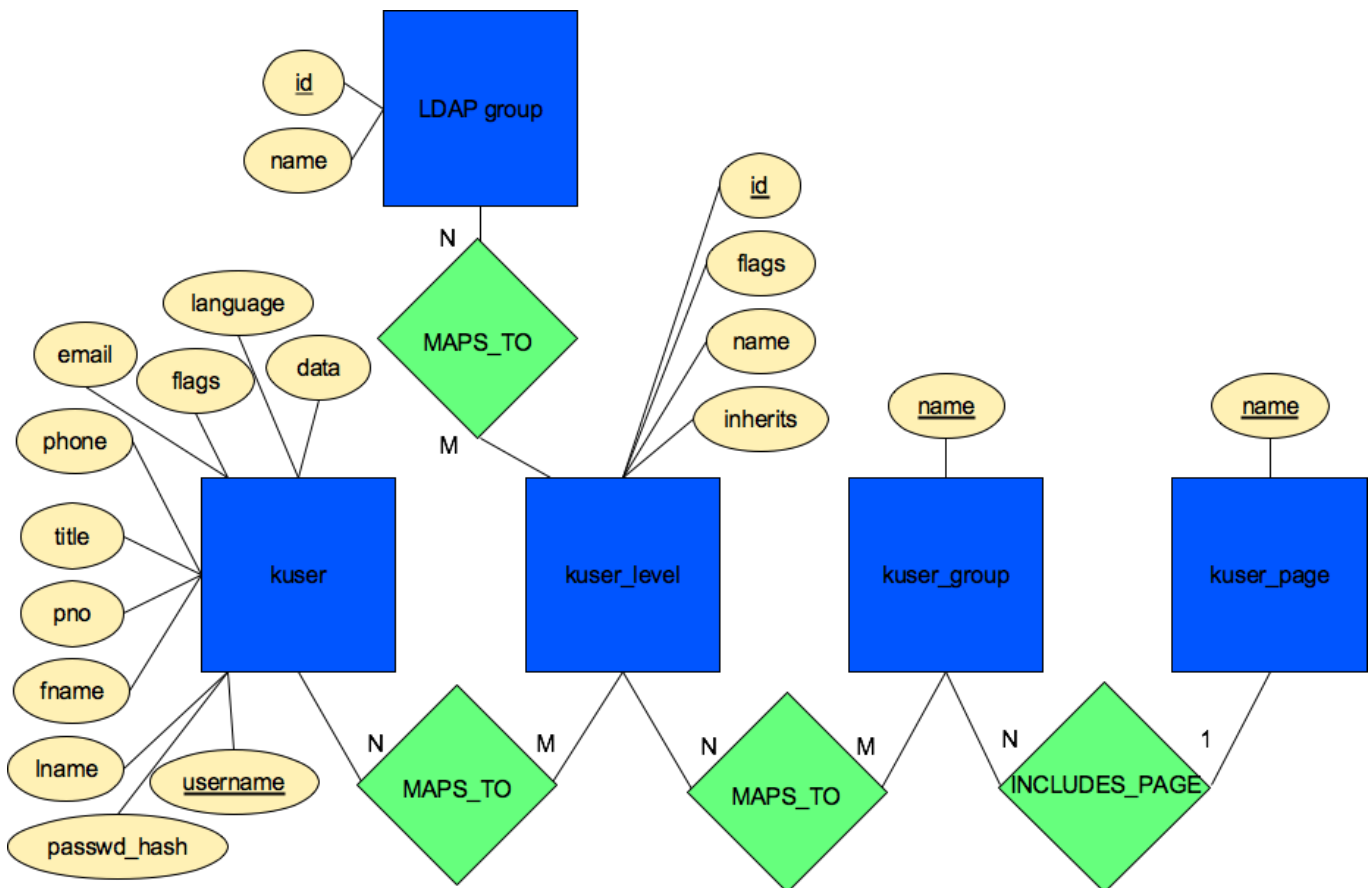 id
LDAP group
name
id
N
flags
language
MAPS_TO
name
email
flags
data
inherits
name
name
phone
M
title
kuser
kuser_level
kuser_group
kuser_page
pno
fname
N
M
N
M
N
1
lname
username
MAPS_TO
MAPS_TO
INCLUDES_PAGE
passwd_hash